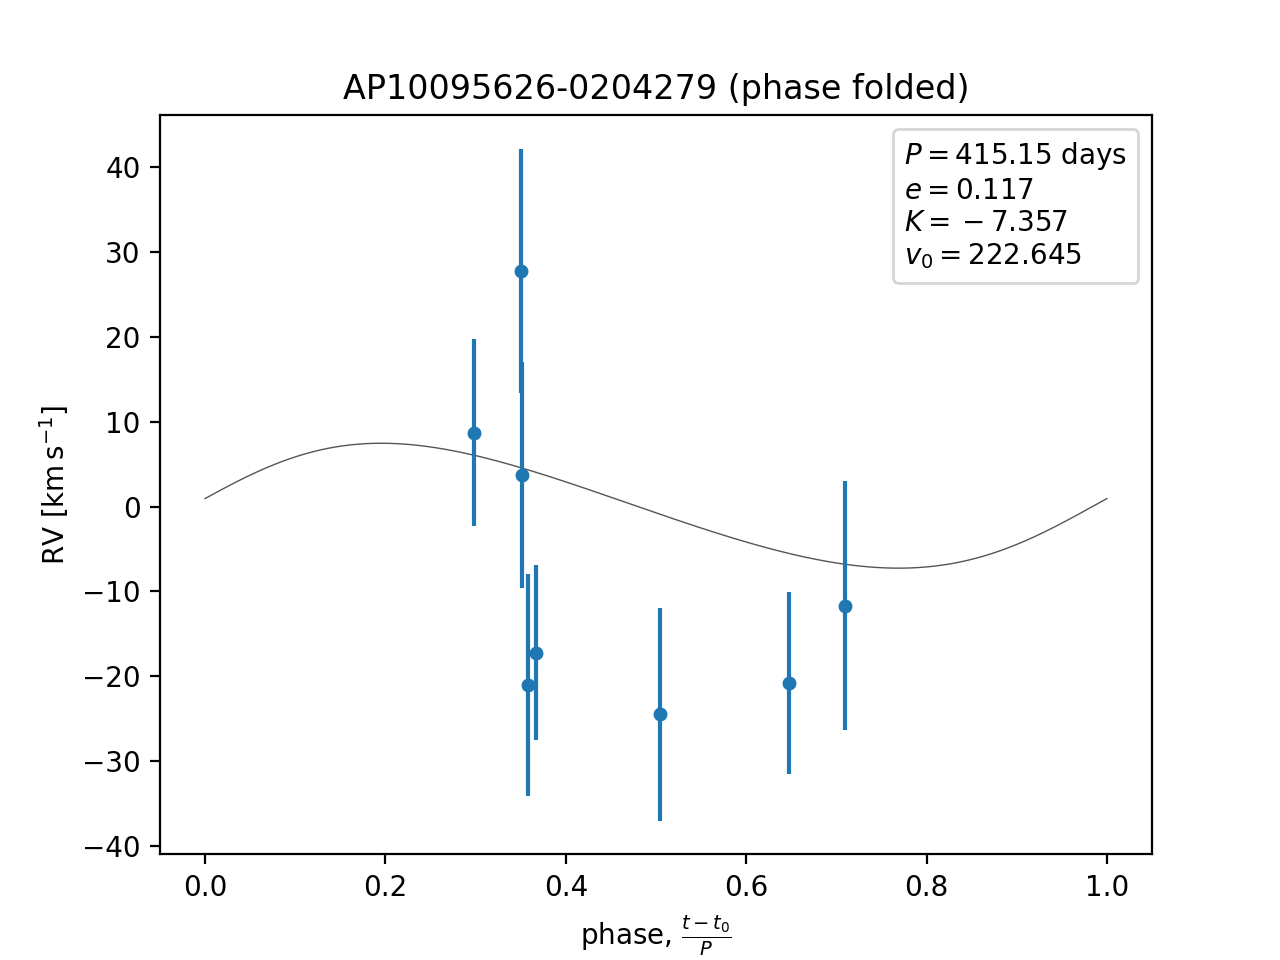 AP10095626-0204279 (phase folded)
P = 415.15 days
e = 0.117
K = −7.357
v₀ = 222.645
RV [km s⁻¹]
40
30
20
10
0
−10
−20
−30
−40
0.0 0.2 0.4 0.6 0.8 1.0
phase, (t − t₀)/P